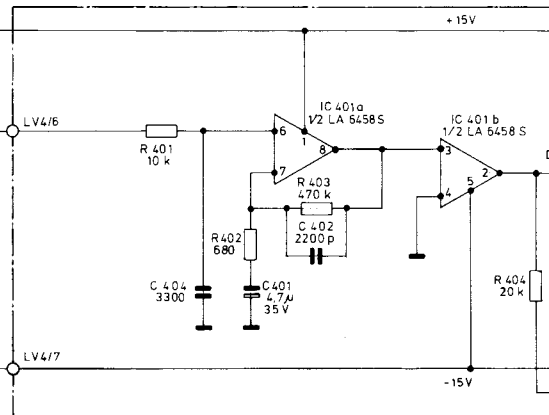 +15V
IC 401a
1/2 LA 6458 S
IC 401 b
1/2 LA 6458 S
LV4/6
R 401
10 k
6
1
7
8
3
4
5
2
D
R 403
470 k
C 402
2200 p
R402
680
C 404
3300
C401
4,7µ
35V
R 404
20 k
LV4/7
-15V